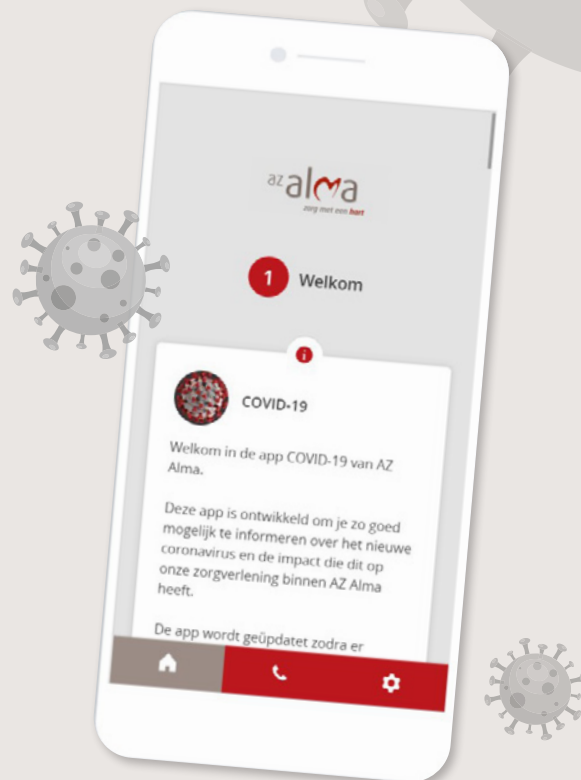 az alma
zorg met een hart
1 Welkom
i
COVID-19
Welkom in de app COVID-19 van AZ
Alma.
Deze app is ontwikkeld om je zo goed
mogelijk te informeren over het nieuwe
coronavirus en de impact die dit op
onze zorgverlening binnen AZ Alma
heeft.
De app wordt geüpdatet zodra er